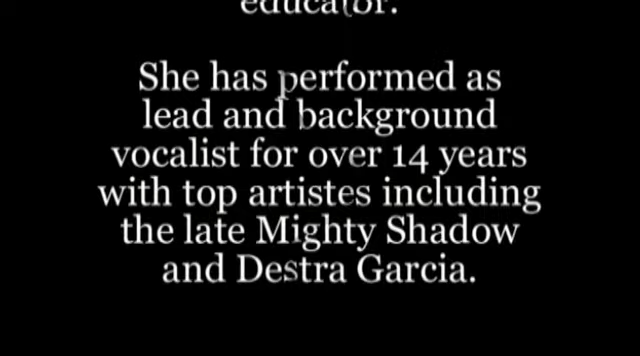 educator.
She has performed as
lead and background
vocalist for over 14 years
with top artistes including
the late Mighty Shadow
and Destra Garcia.